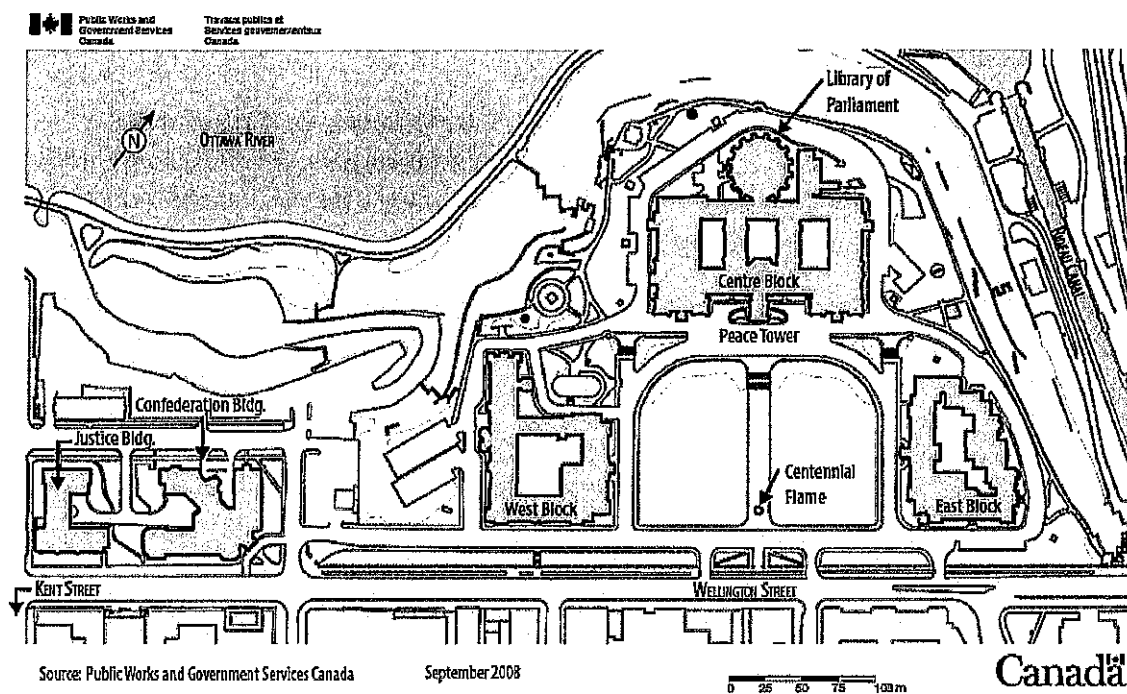 Public Works and
Government Services
Canada
Travaux publics et
Services gouvernementaux
Canada
Library of
Parliament
N
OTTAWA RIVER
RIDEAU CANAL
Centre Block
Peace Tower
Confederation Bldg.
Justice Bldg.
Centennial
Flame
West Block
East Block
KENT STREET
WELLINGTON STREET
Source: Public Works and Government Services Canada
September 2008
Canada
0 25 50 75 100 m